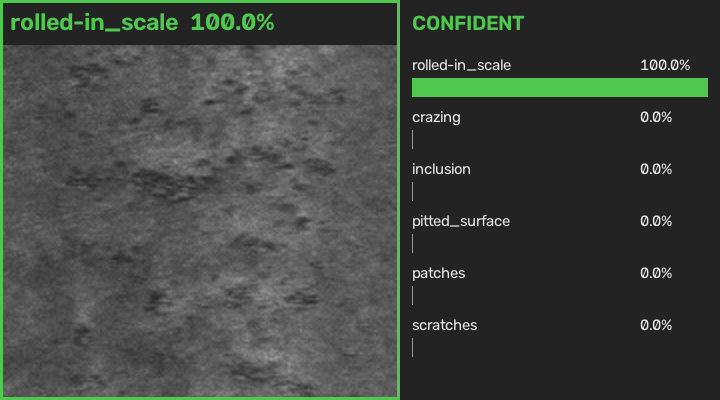 rolled-in_scale 100.0%
CONFIDENT
rolled-in_scale 100.0%
crazing 0.0%
inclusion 0.0%
pitted_surface 0.0%
patches 0.0%
scratches 0.0%